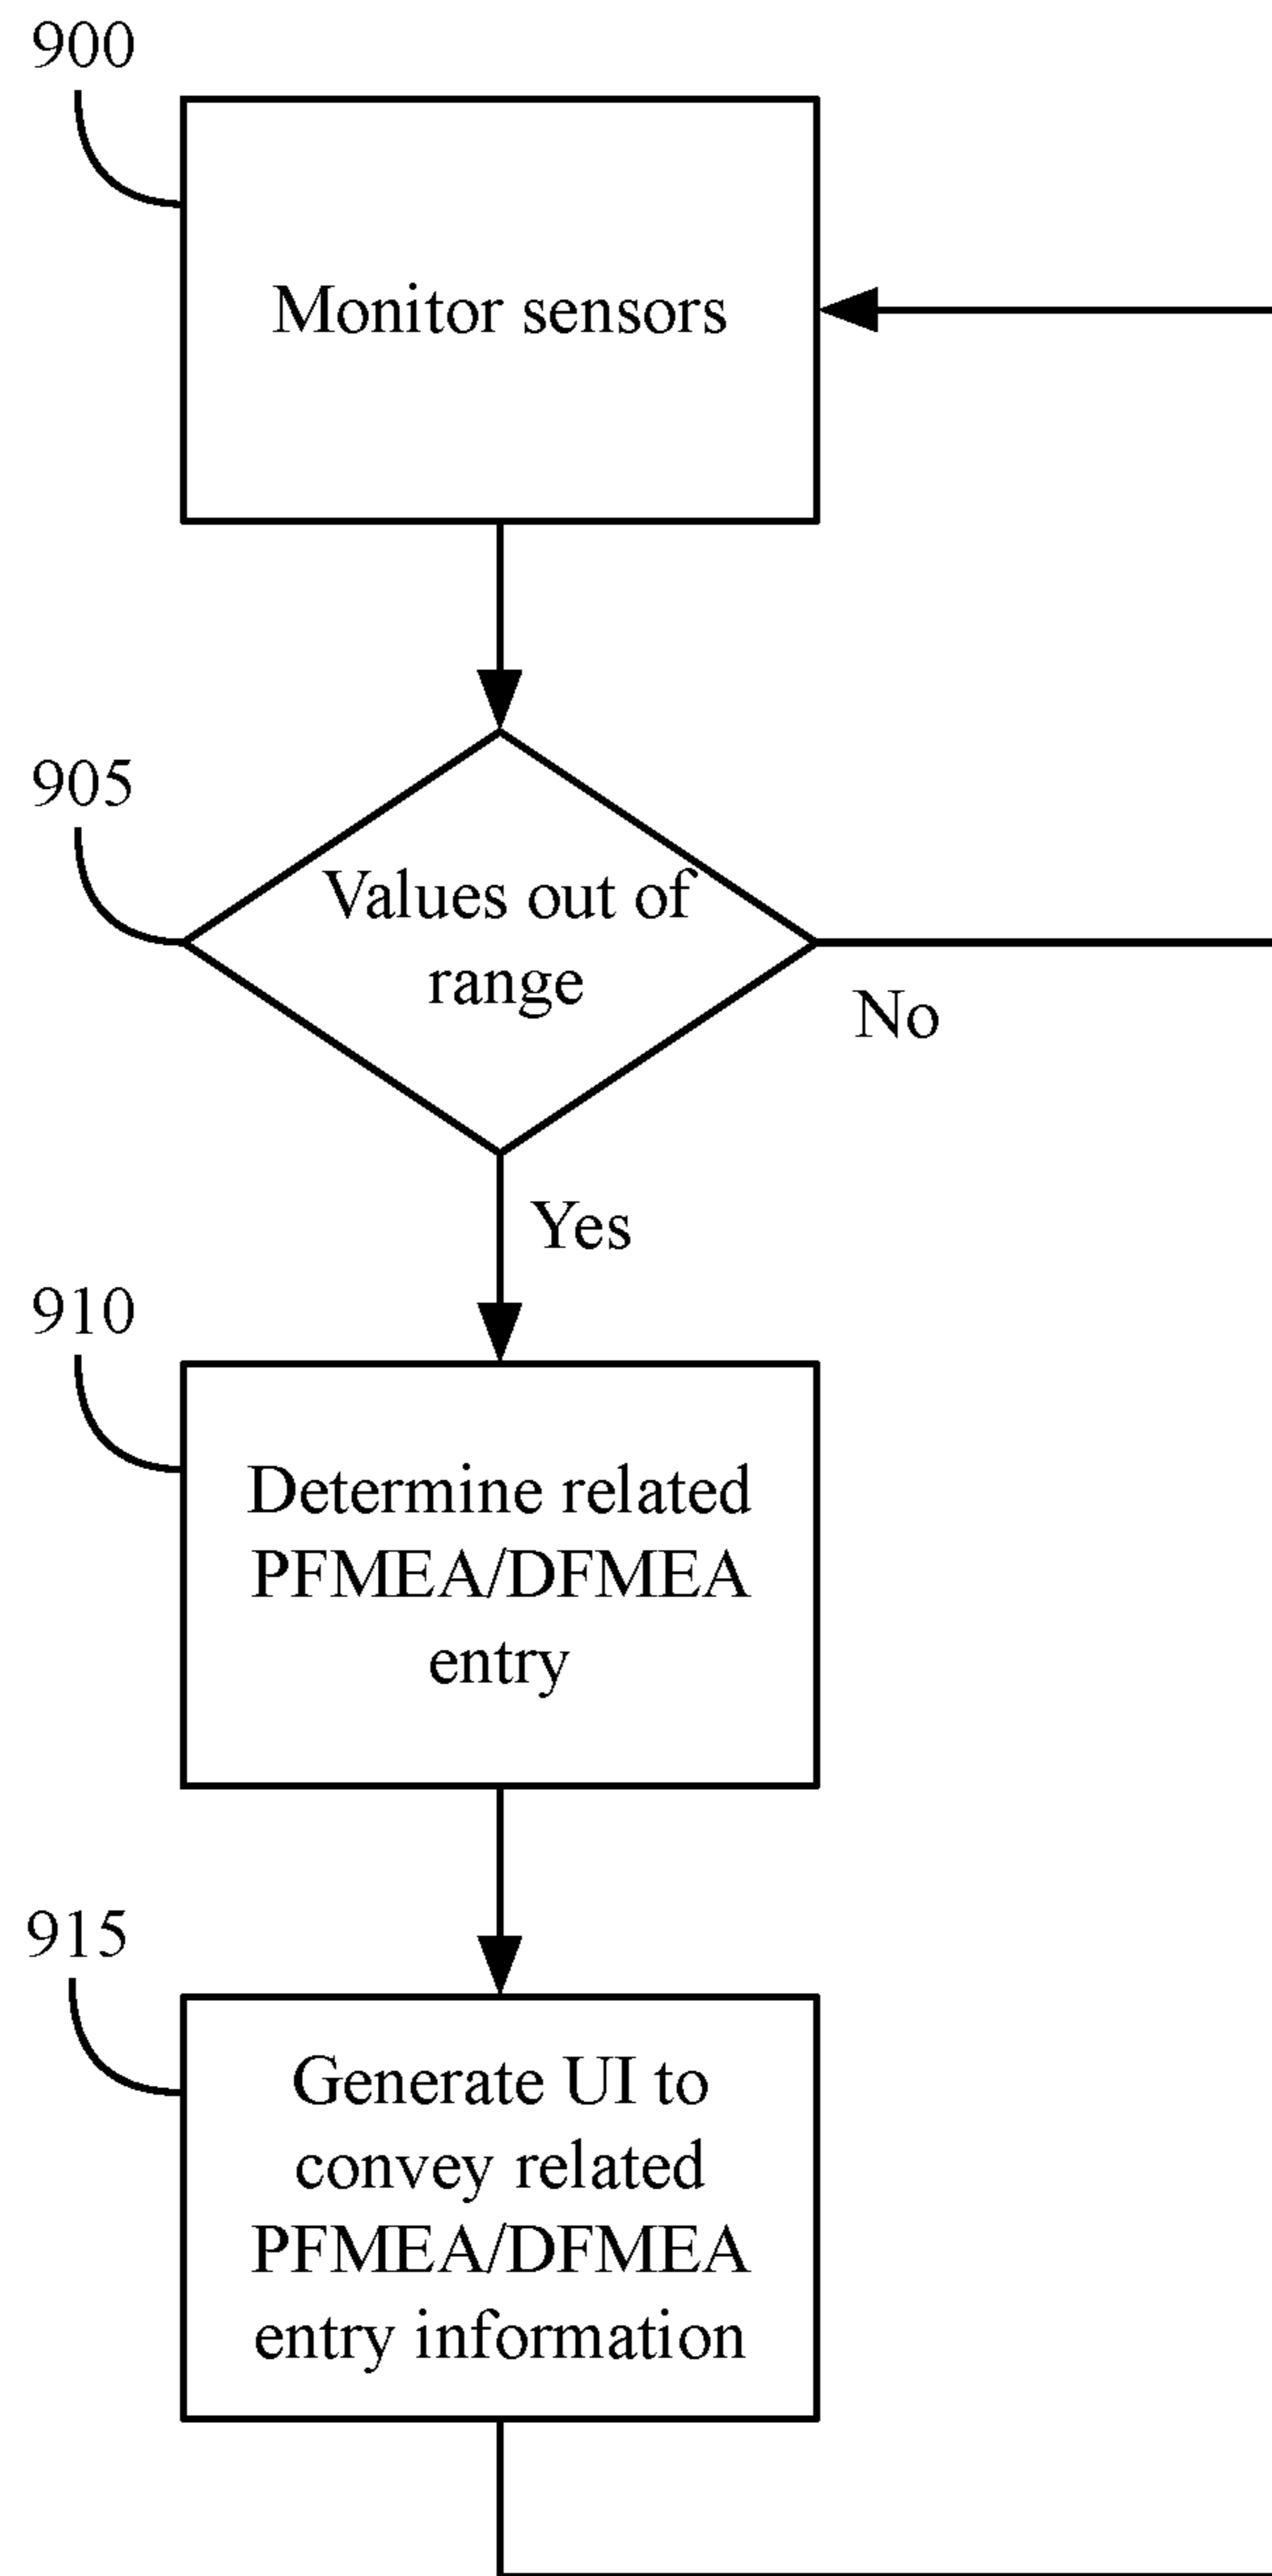 900
Monitor sensors
905
Values out of
range
No
Yes
910
Determine related
PFMEA/DFMEA
entry
915
Generate UI to
convey related
PFMEA/DFMEA
entry information